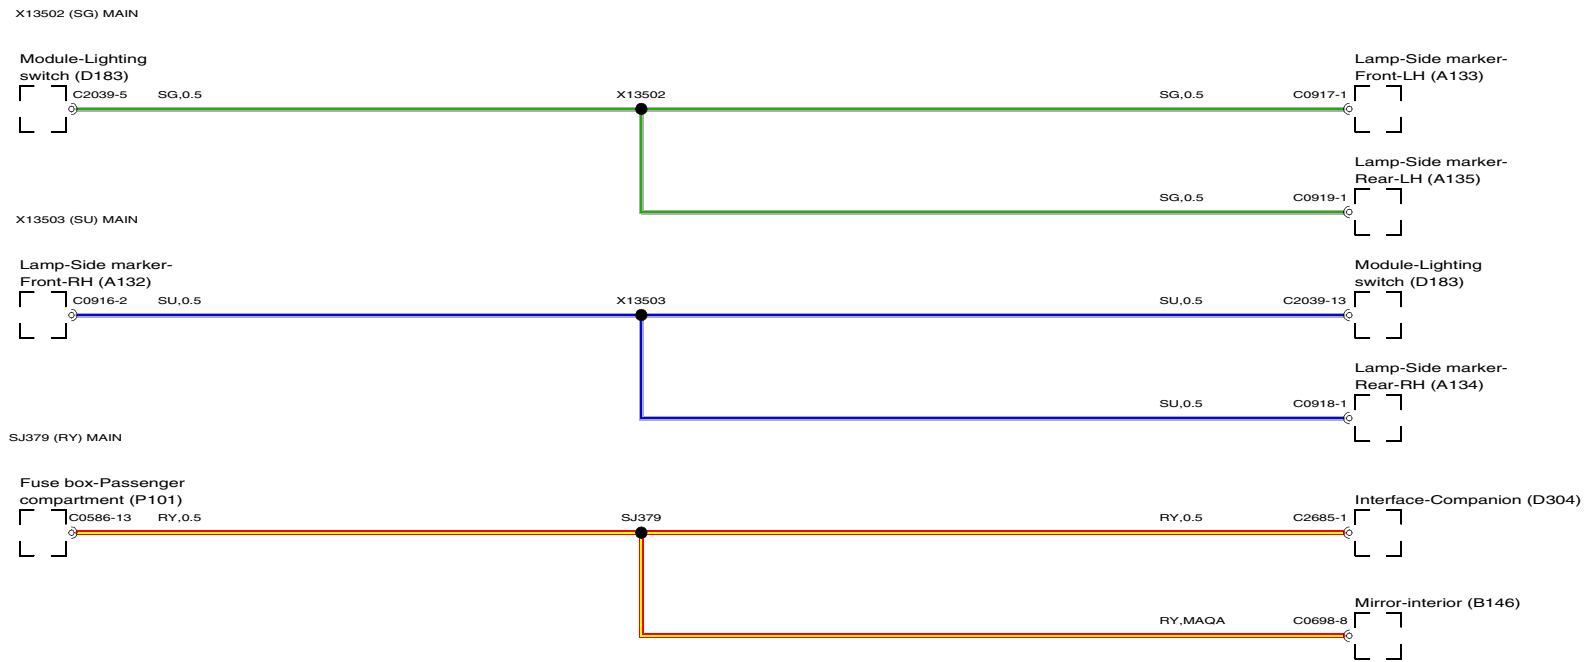 X13502 (SG) MAIN
Module-Lighting
switch (D183)
C2039-5 SG,0.5
X13502
SG,0.5 C0917-1
Lamp-Side marker-
Front-LH (A133)
Lamp-Side marker-
Rear-LH (A135)
SG,0.5 C0919-1
X13503 (SU) MAIN
Lamp-Side marker-
Front-RH (A132)
C0916-2 SU,0.5
X13503
SU,0.5 C2039-13
Module-Lighting
switch (D183)
Lamp-Side marker-
Rear-RH (A134)
SU,0.5 C0918-1
SJ379 (RY) MAIN
Fuse box-Passenger
compartment (P101)
C0586-13 RY,0.5
SJ379
RY,0.5 C2685-1
Interface-Companion (D304)
Mirror-interior (B146)
RY,MAQA C0698-8